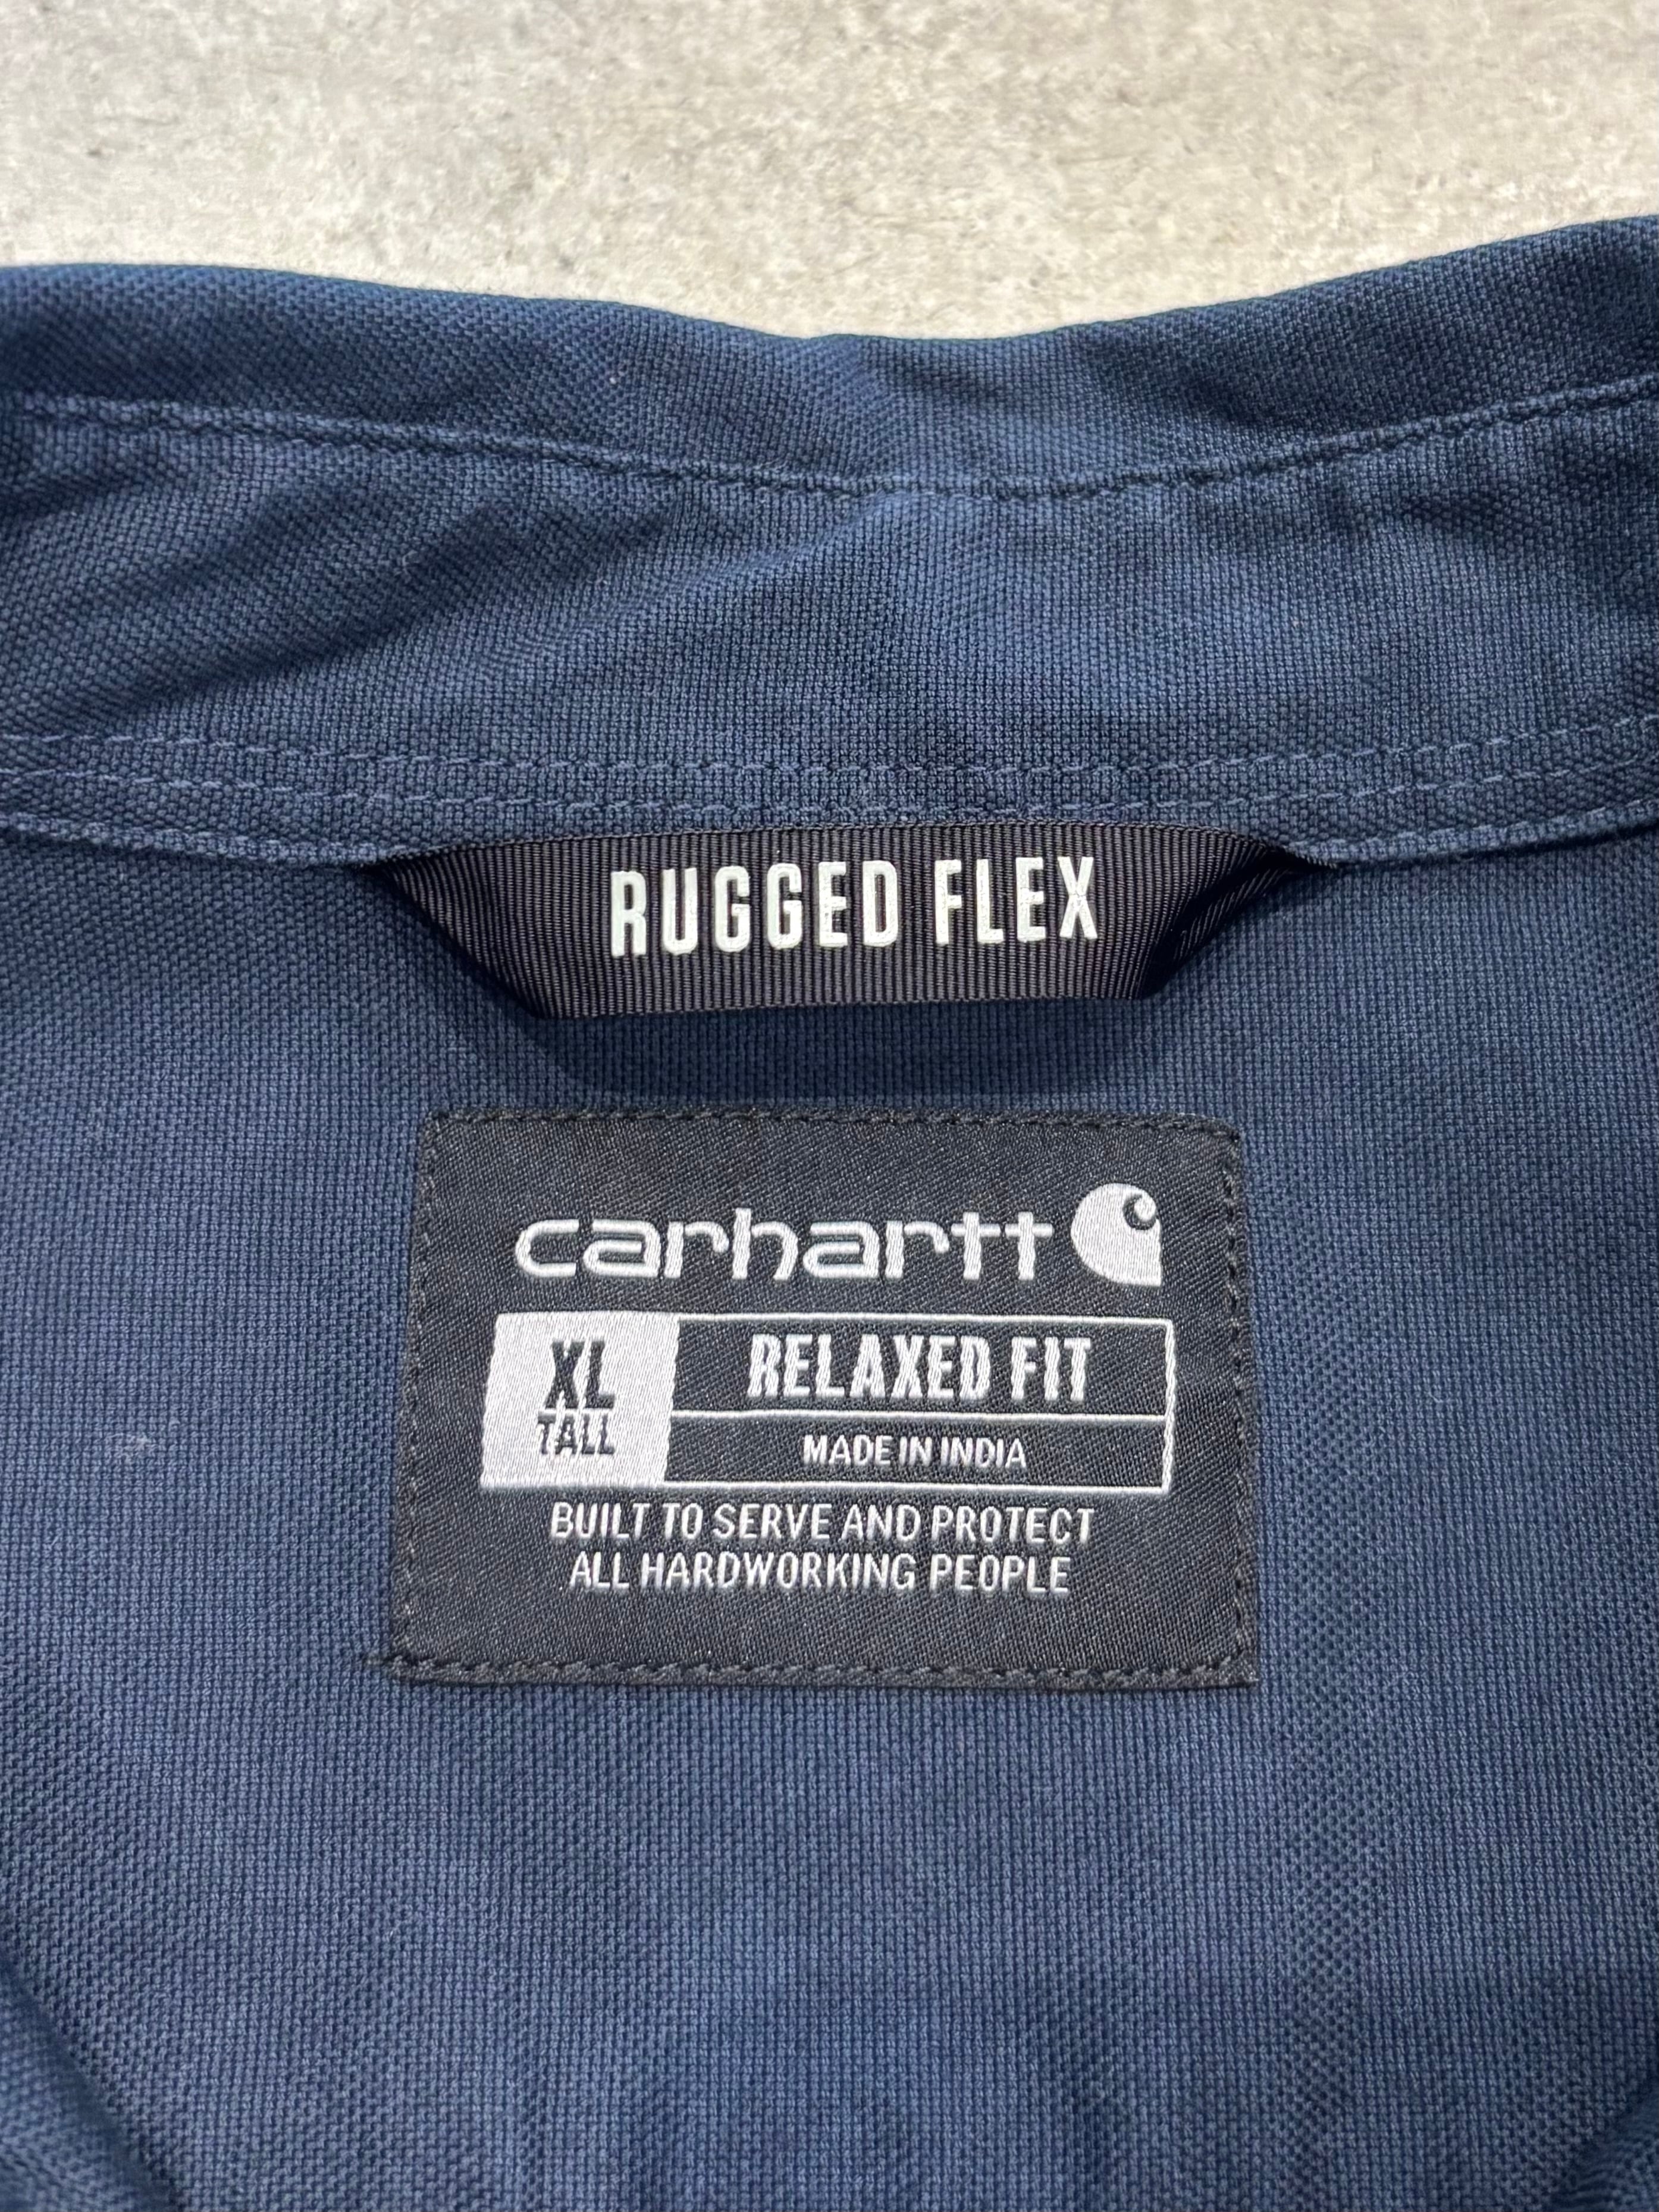 RUGGED FLEX
carhartt
XL
TALL
RELAXED FIT
MADE IN INDIA
BUILT TO SERVE AND PROTECT
ALL HARDWORKING PEOPLE